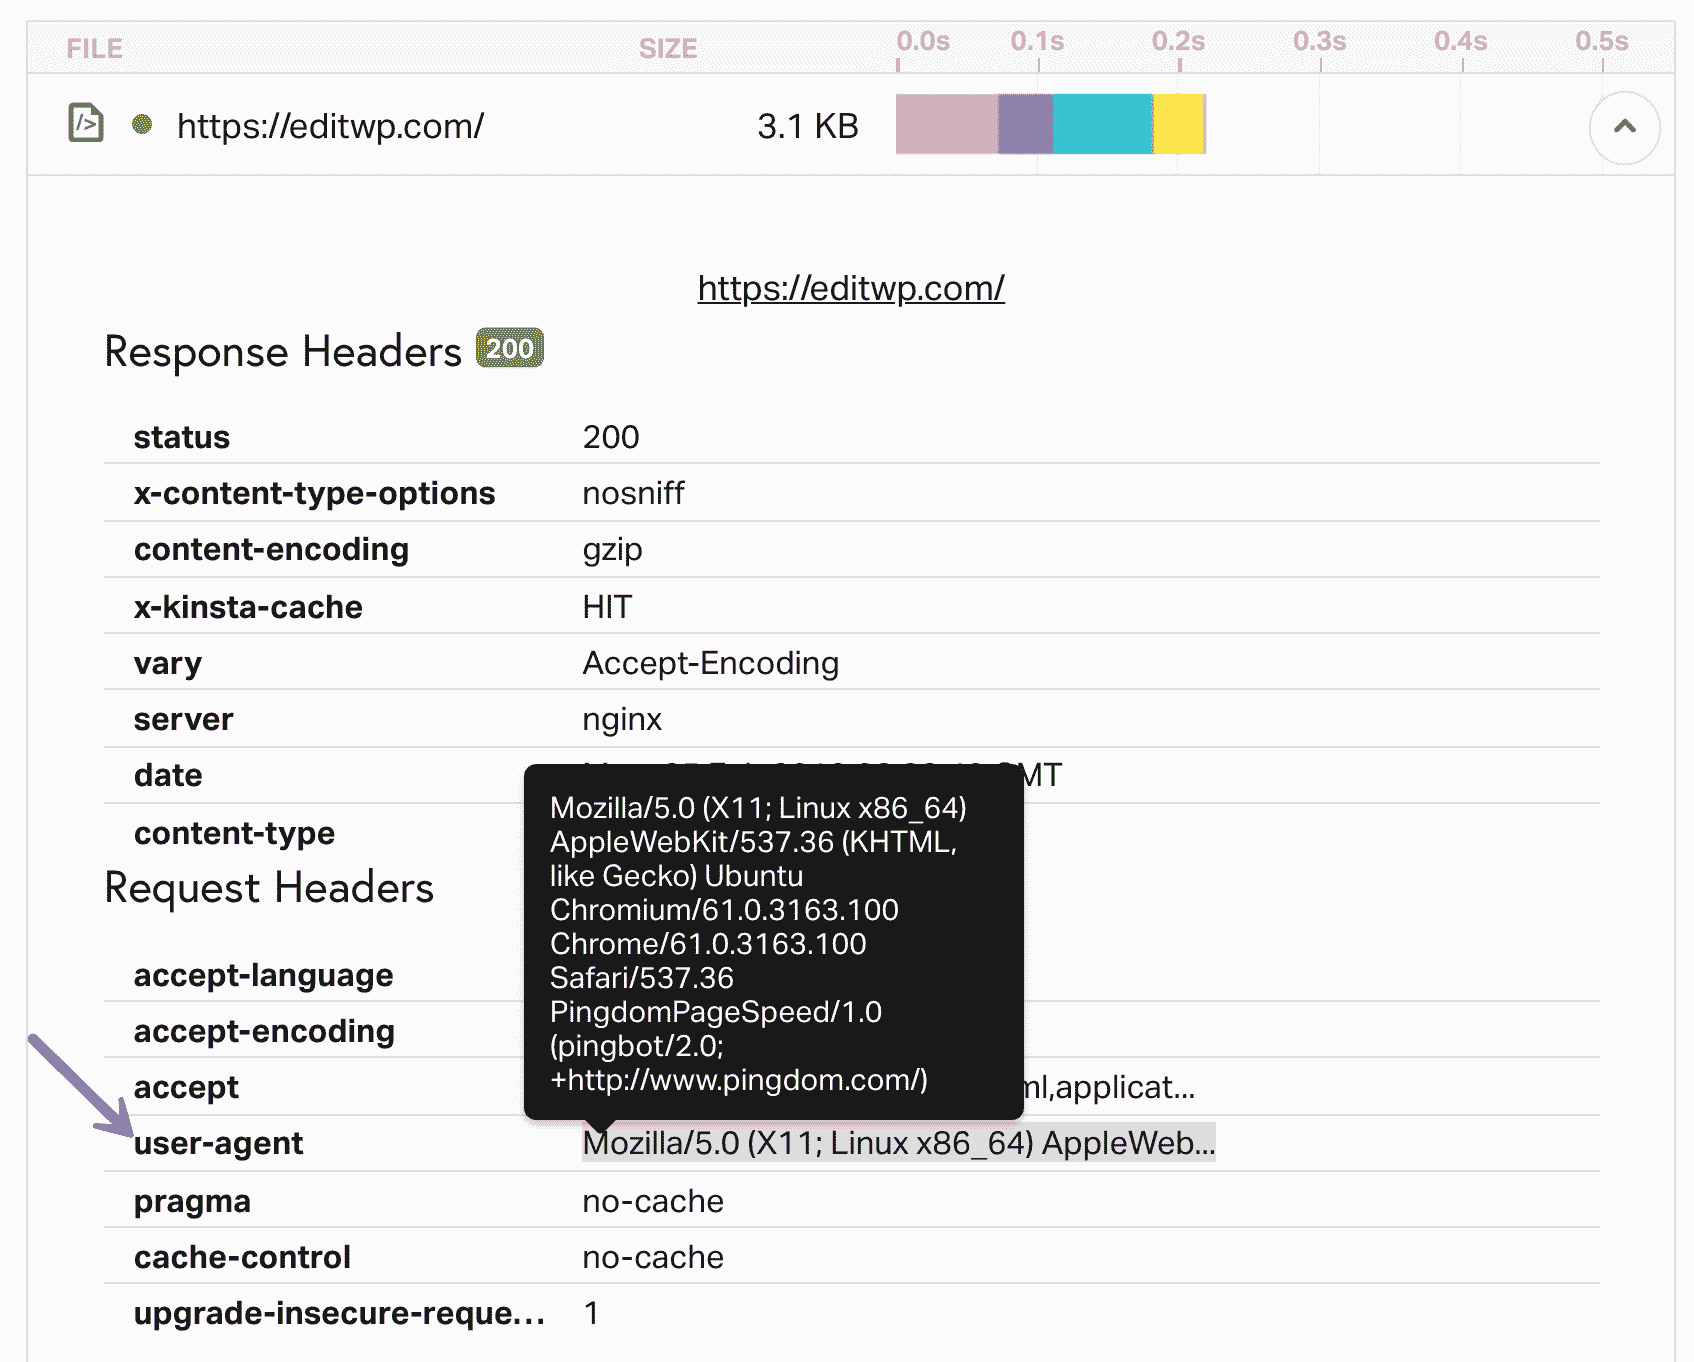 FILE SIZE 0.0s 0.1s 0.2s 0.3s 0.4s 0.5s
</> https://editwp.com/ 3.1 KB
https://editwp.com/
Response Headers 200
status 200
x-content-type-options nosniff
content-encoding gzip
x-kinsta-cache HIT
vary Accept-Encoding
server nginx
date GMT
content-type
Request Headers
accept-language
accept-encoding
accept ml,applicat...
Mozilla/5.0 (X11; Linux x86_64)
AppleWebKit/537.36 (KHTML,
like Gecko) Ubuntu
Chromium/61.0.3163.100
Chrome/61.0.3163.100
Safari/537.36
PingdomPageSpeed/1.0
(pingbot/2.0;
+http://www.pingdom.com/)
user-agent Mozilla/5.0 (X11; Linux x86_64) AppleWeb...
pragma no-cache
cache-control no-cache
upgrade-insecure-reque... 1